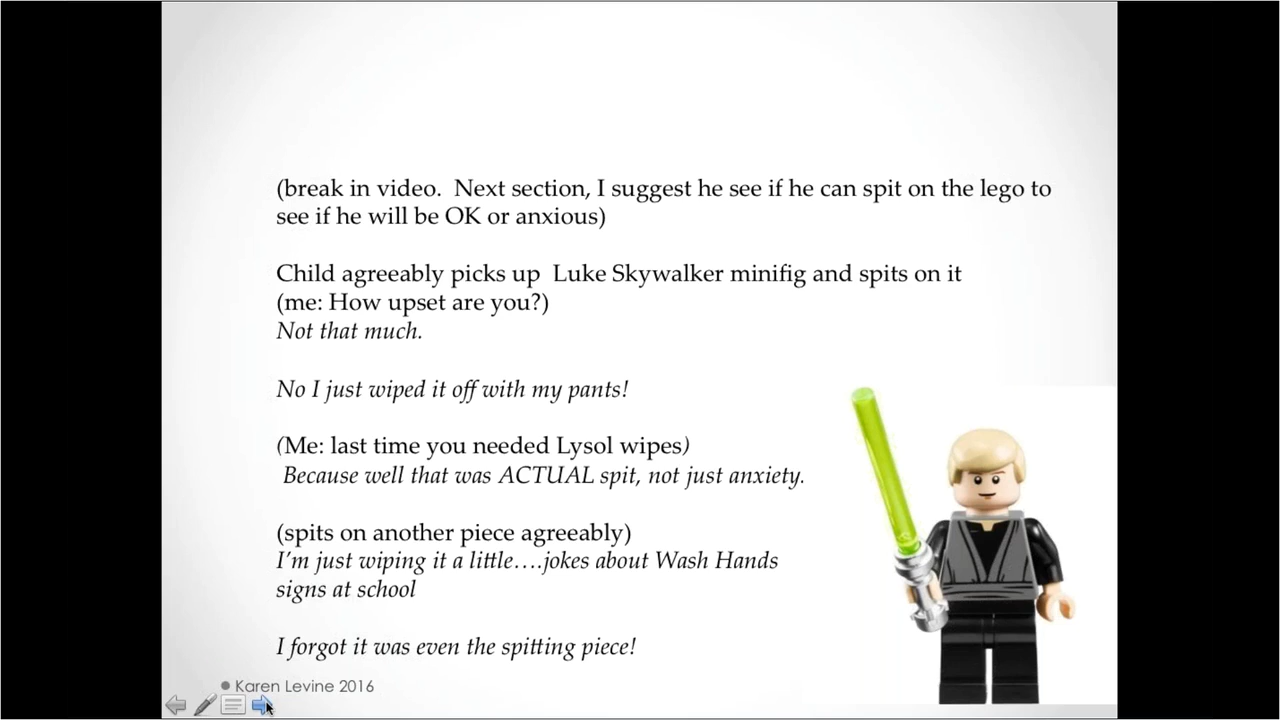 (break in video.  Next section, I suggest he see if he can spit on the lego to
see if he will be OK or anxious)
Child agreeably picks up  Luke Skywalker minifig and spits on it
(me: How upset are you?)
Not that much.
No I just wiped it off with my pants!
(Me: last time you needed Lysol wipes)
Because well that was ACTUAL spit, not just anxiety.
(spits on another piece agreeably)
I'm just wiping it a little….jokes about Wash Hands
signs at school
I forgot it was even the spitting piece!
Karen Levine 2016